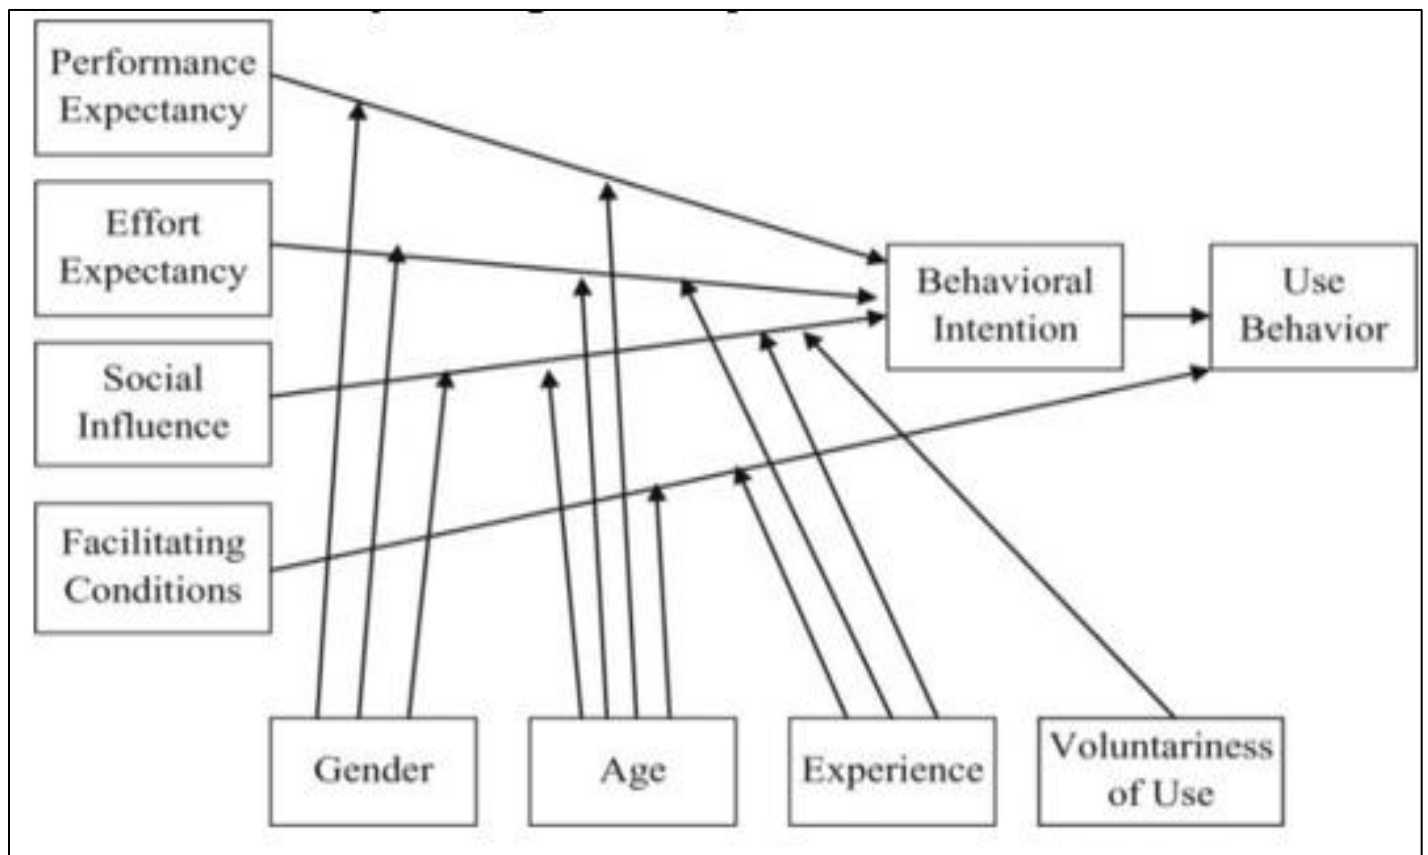 Performance
Expectancy
Effort
Expectancy
Social
Influence
Facilitating
Conditions
Behavioral
Intention
Use
Behavior
Gender
Age
Experience
Voluntariness
of Use